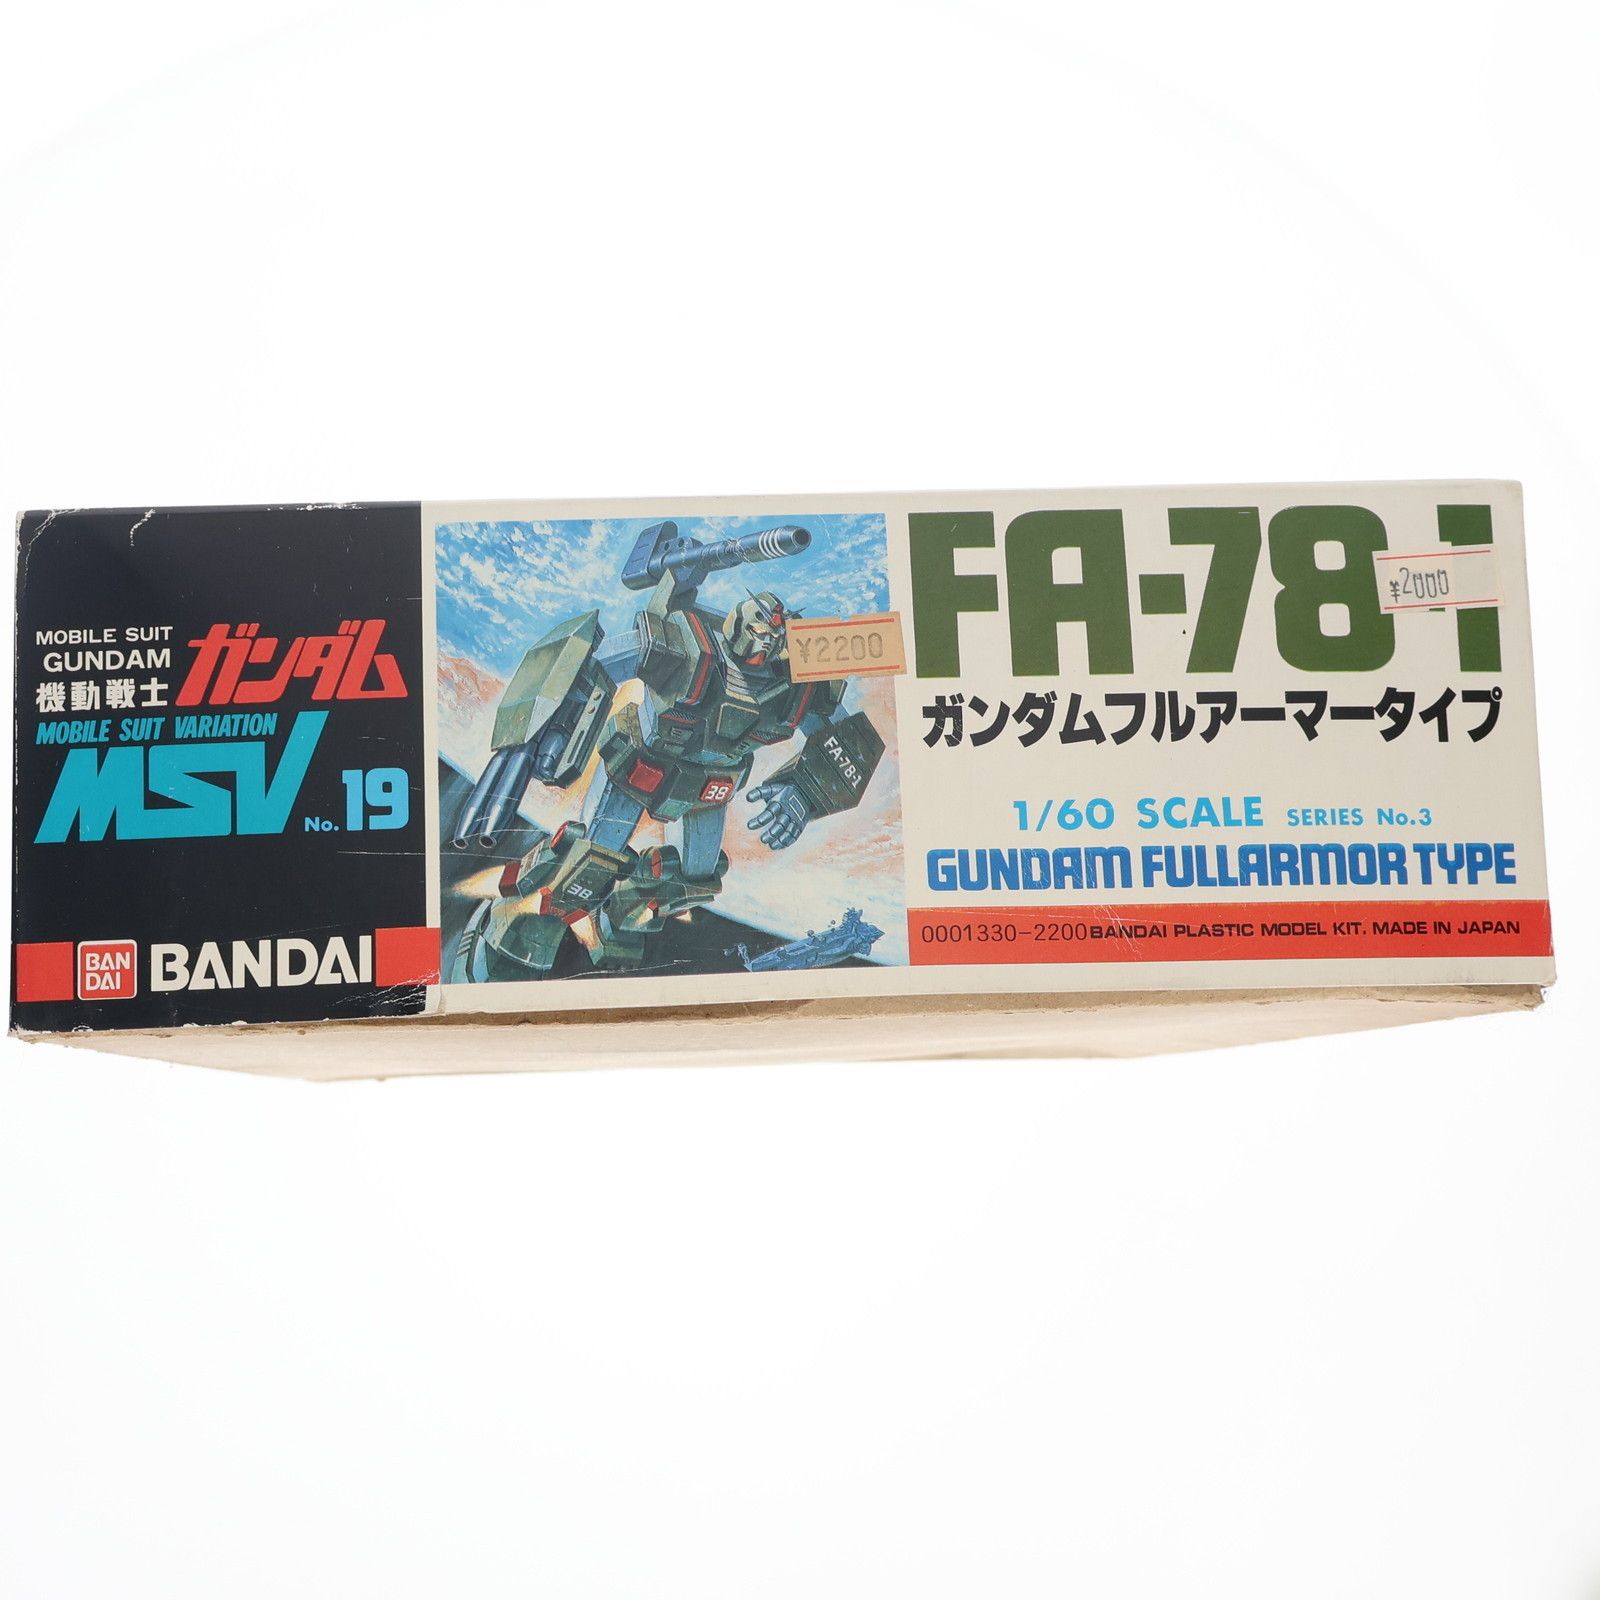 MOBILE SUIT
GUNDAM
機動戦士 ガンダム
MOBILE SUIT VARIATION
MSV No. 19
BAN
DAI
BANDAI
¥2200
FA-78-1
38
38
FA-78-1
¥2000
ガンダムフルアーマータイプ
1/60 SCALE SERIES No.3
GUNDAM FULLARMOR TYPE
0001330-2200 BANDAI PLASTIC MODEL KIT. MADE IN JAPAN